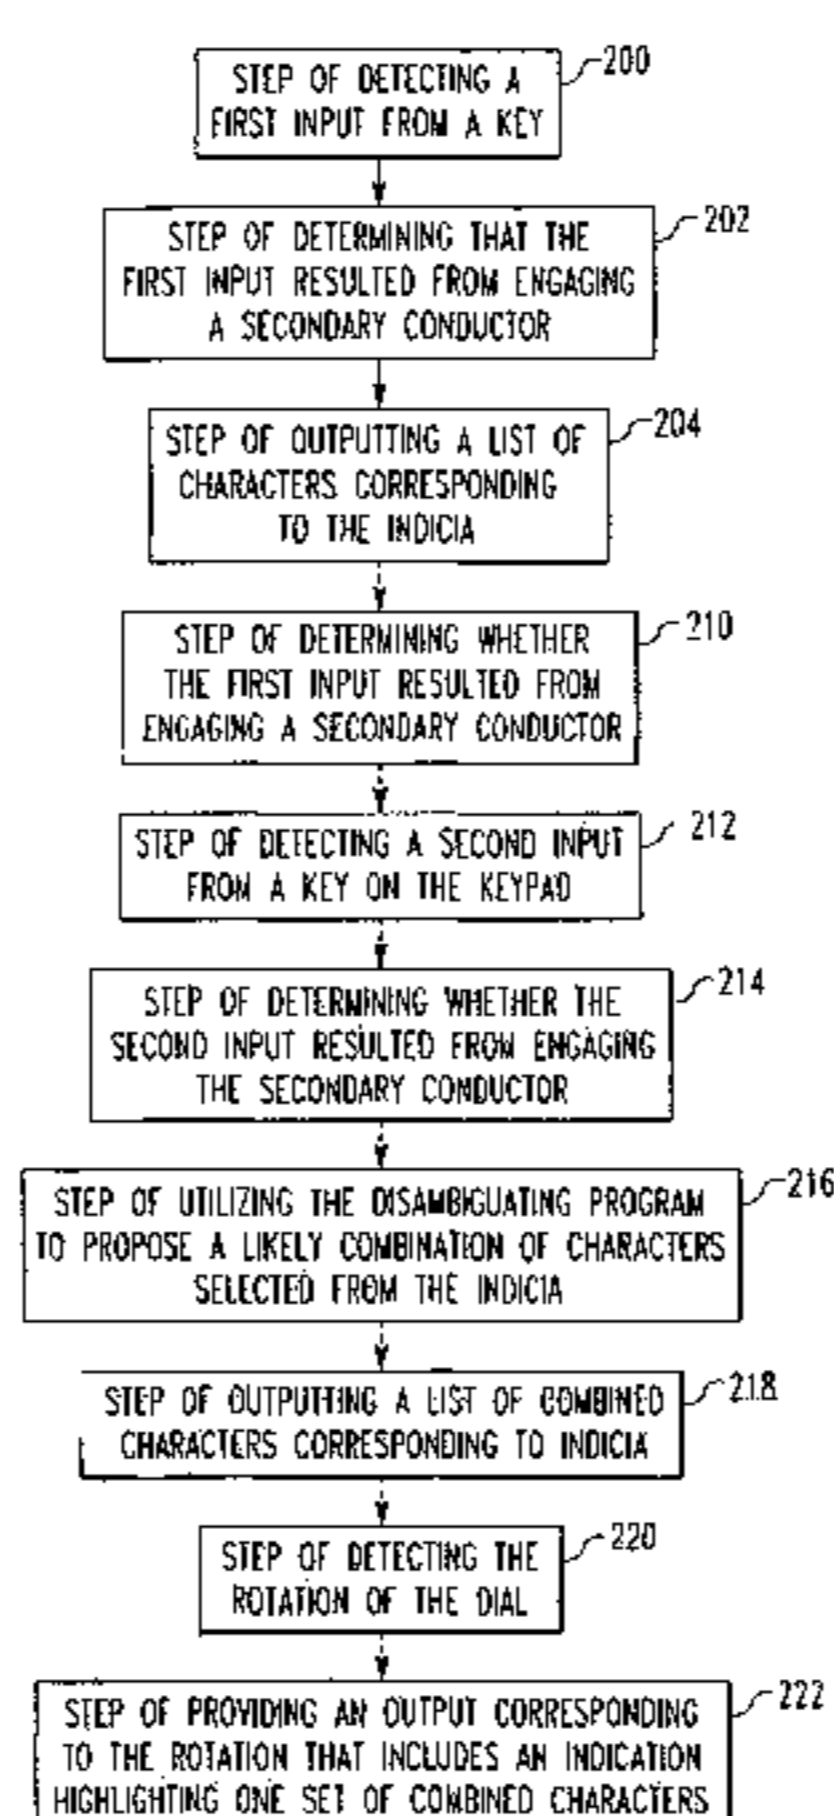 STEP OF DETECTING A
FIRST INPUT FROM A KEY
200
STEP OF DETERMINING THAT THE
FIRST INPUT RESULTED FROM ENGAGING
A SECONDARY CONDUCTOR
202
STEP OF OUTPUTTING A LIST OF
CHARACTERS CORRESPONDING
TO THE INDICIA
204
STEP OF DETERMINING WHETHER
THE FIRST INPUT RESULTED FROM
ENGAGING A SECONDARY CONDUCTOR
210
STEP OF DETECTING A SECOND INPUT
FROM A KEY ON THE KEYPAD
212
STEP OF DETERMINING WHETHER THE
SECOND INPUT RESULTED FROM ENGAGING
THE SECONDARY CONDUCTOR
214
STEP OF UTILIZING THE DISAMBIGUATING PROGRAM
TO PROPOSE A LIKELY COMBINATION OF CHARACTERS
SELECTED FROM THE INDICIA
216
STEP OF OUTPUTTING A LIST OF COMBINED
CHARACTERS CORRESPONDING TO INDICIA
218
STEP OF DETECTING THE
ROTATION OF THE DIAL
220
STEP OF PROVIDING AN OUTPUT CORRESPONDING
TO THE ROTATION THAT INCLUDES AN INDICATION
HIGHLIGHTING ONE SET OF COMBINED CHARACTERS
222